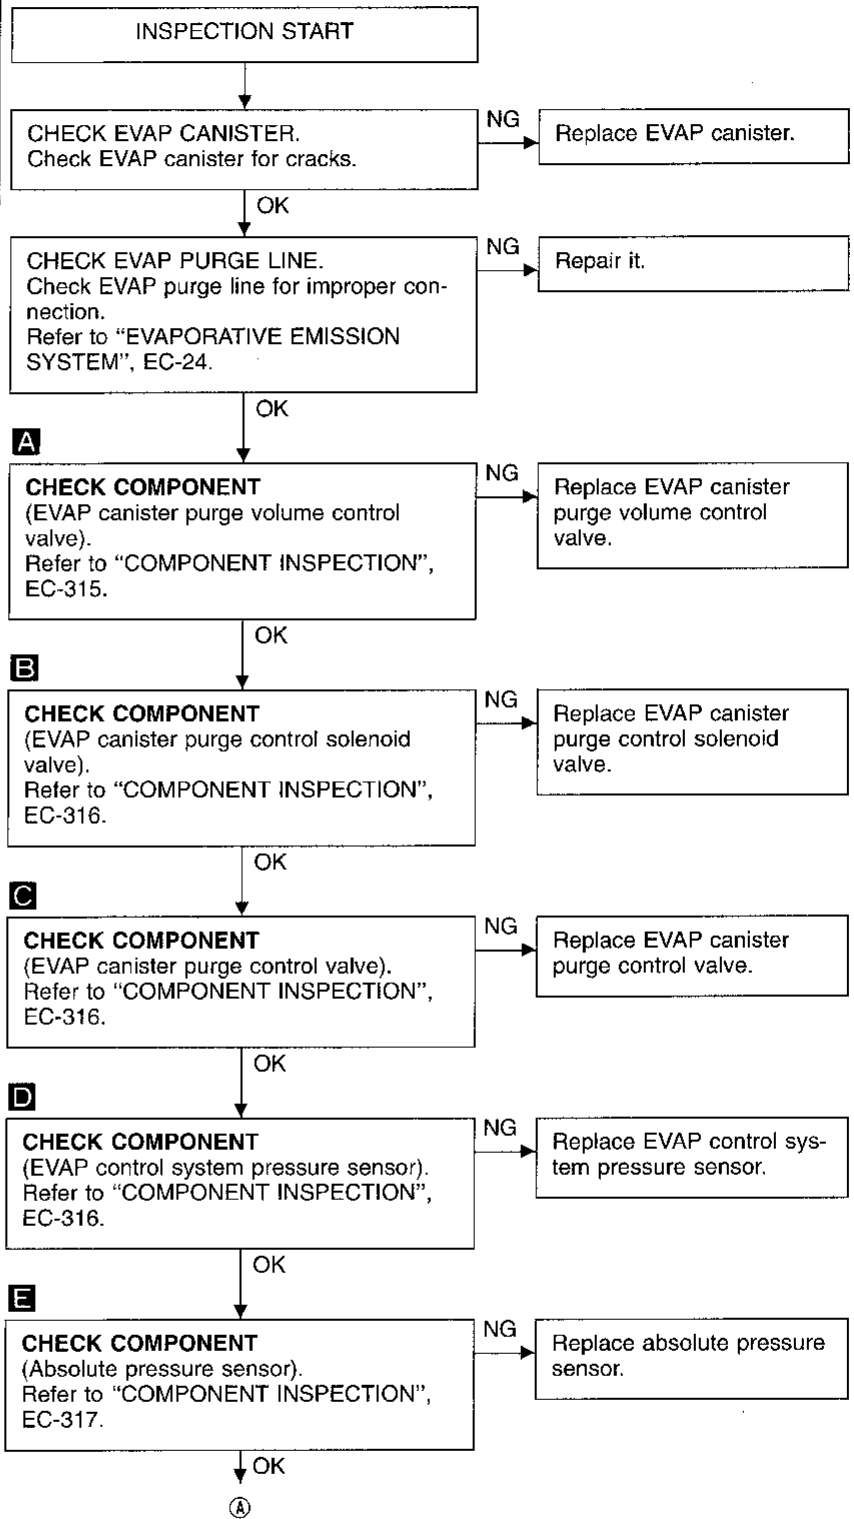 INSPECTION START
CHECK EVAP CANISTER.
Check EVAP canister for cracks.
NG
Replace EVAP canister.
OK
CHECK EVAP PURGE LINE.
Check EVAP purge line for improper con-
nection.
Refer to “EVAPORATIVE EMISSION
SYSTEM”, EC-24.
NG
Repair it.
OK
A
CHECK COMPONENT
(EVAP canister purge volume control
valve).
Refer to “COMPONENT INSPECTION”,
EC-315.
NG
Replace EVAP canister
purge volume control
valve.
OK
B
CHECK COMPONENT
(EVAP canister purge control solenoid
valve).
Refer to “COMPONENT INSPECTION”,
EC-316.
NG
Replace EVAP canister
purge control solenoid
valve.
OK
C
CHECK COMPONENT
(EVAP canister purge control valve).
Refer to “COMPONENT INSPECTION”,
EC-316.
NG
Replace EVAP canister
purge control valve.
OK
D
CHECK COMPONENT
(EVAP control system pressure sensor).
Refer to “COMPONENT INSPECTION”,
EC-316.
NG
Replace EVAP control sys-
tem pressure sensor.
OK
E
CHECK COMPONENT
(Absolute pressure sensor).
Refer to “COMPONENT INSPECTION”,
EC-317.
NG
Replace absolute pressure
sensor.
OK
Ⓐ